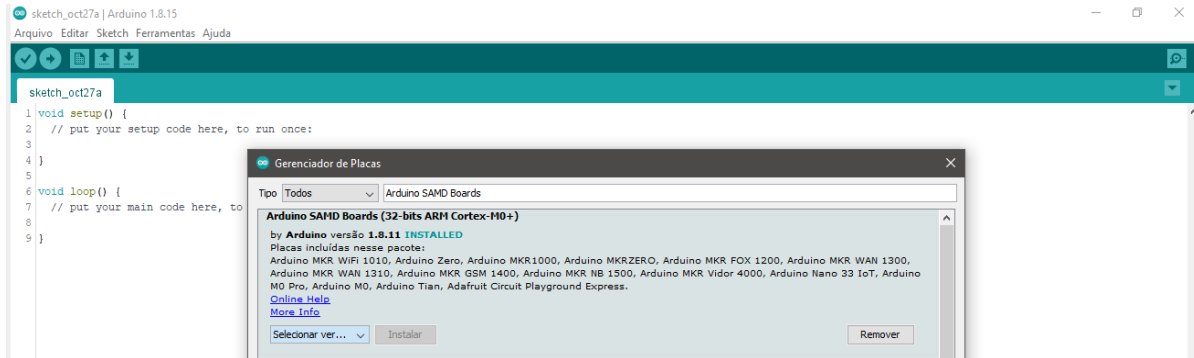 sketch_oct27a | Arduino 1.8.15
Arquivo Editar Sketch Ferramentas Ajuda
sketch_oct27a
1 void setup() {
2 // put your setup code here, to run once:
3
4 }
5
6 void loop() {
7 // put your main code here, to
8
9 }
Gerenciador de Placas
Tipo Todos Arduino SAMD Boards
Arduino SAMD Boards (32-bits ARM Cortex-M0+)
by Arduino versão 1.8.11 INSTALLED
Placas incluídas nesse pacote:
Arduino MKR WiFi 1010, Arduino Zero, Arduino MKR1000, Arduino MKRZERO, Arduino MKR FOX 1200, Arduino MKR WAN 1300,
Arduino MKR WAN 1310, Arduino MKR GSM 1400, Arduino MKR NB 1500, Arduino MKR Vidor 4000, Arduino Nano 33 IoT, Arduino
M0 Pro, Arduino M0, Arduino Tian, Adafruit Circuit Playground Express.
Online Help
More Info
Selecionar ver... Instalar Remover